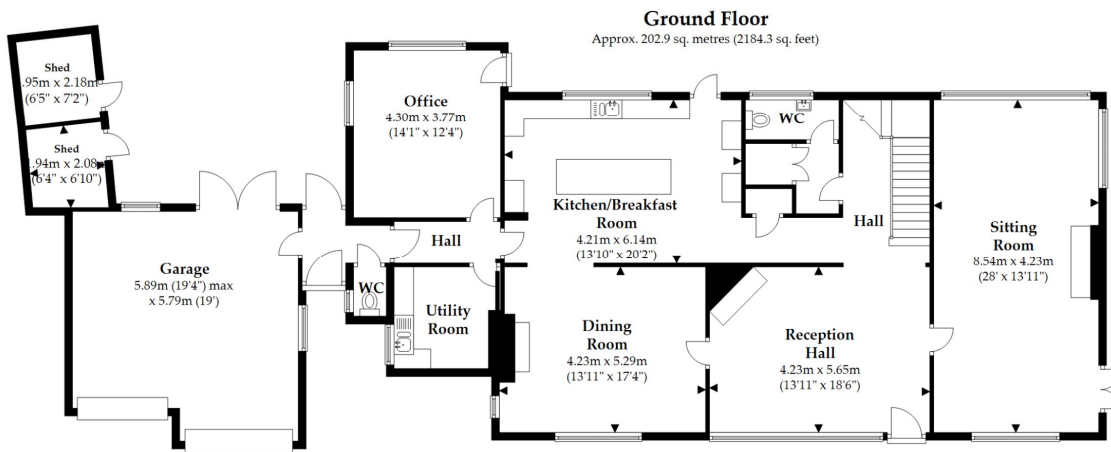 Ground Floor
Approx. 202.9 sq. metres (2184.3 sq. feet)
Shed
.95m x 2.18m
(6'5" x 7'2")
Shed
.94m x 2.08m
(6'4" x 6'10")
Office
4.30m x 3.77m
(14'1" x 12'4")
WC
Kitchen/Breakfast
Room
4.21m x 6.14m
(13'10" x 20'2")
Hall
Hall
Sitting
Room
8.54m x 4.23m
(28' x 13'11")
Garage
5.89m (19'4") max
x 5.79m (19')
WC
Utility
Room
Dining
Room
4.23m x 5.29m
(13'11" x 17'4")
Reception
Hall
4.23m x 5.65m
(13'11" x 18'6")